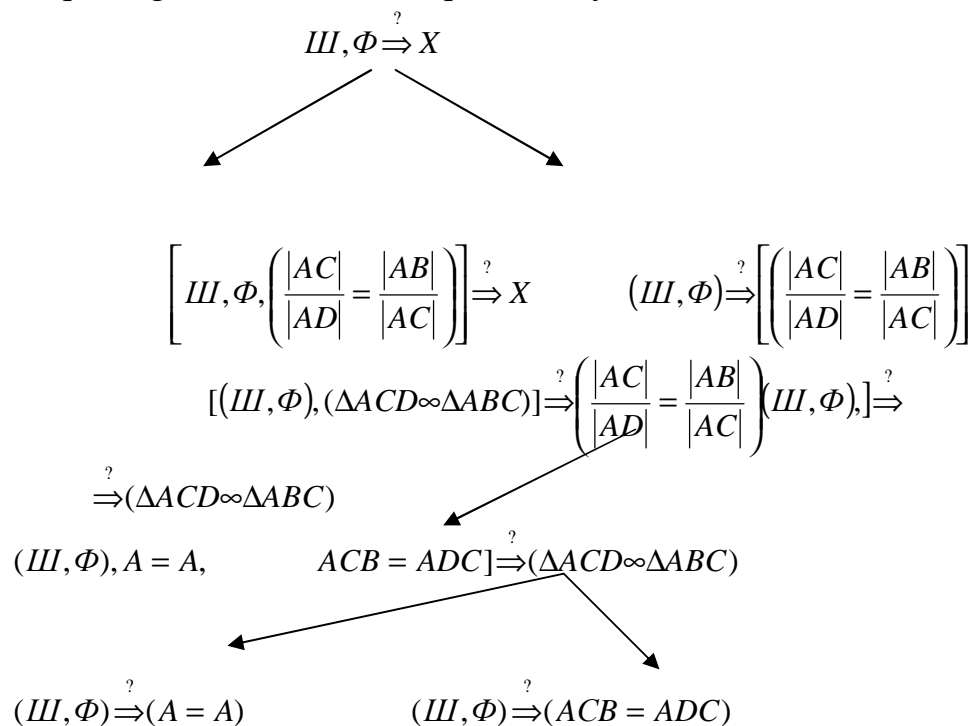 ?
Ш, Ф ⇒ X
? ?
[Ш, Ф, (|AC| / |AD| = |AB| / |AC|)] ⇒ X (Ш, Ф) ⇒ [(|AC| / |AD| = |AB| / |AC|)]
? ?
[(Ш, Ф), (ΔACD∞ΔABC)] ⇒ (|AC| / |AD| = |AB| / |AC|) (Ш, Ф), ] ⇒
?
⇒ (ΔACD∞ΔABC)
?
(Ш, Ф), A = A, ACB = ADC] ⇒ (ΔACD∞ΔABC)
? ?
(Ш, Ф) ⇒ (A = A) (Ш, Ф) ⇒ (ACB = ADC)